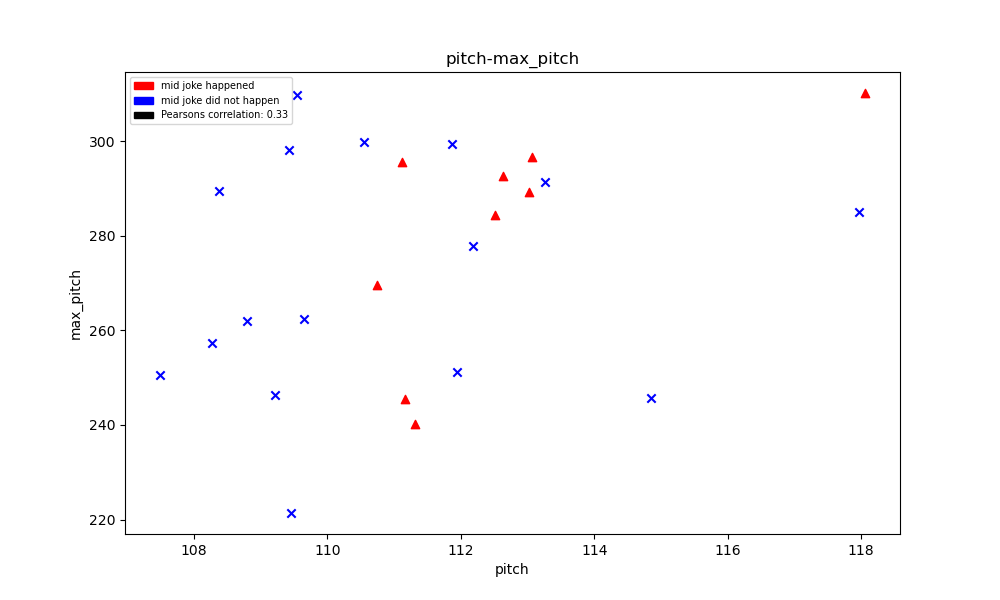 pitch-max_pitch
mid joke happened
mid joke did not happen
Pearsons correlation: 0.33
max_pitch
300
280
260
240
220
108 110 112 114 116 118
pitch